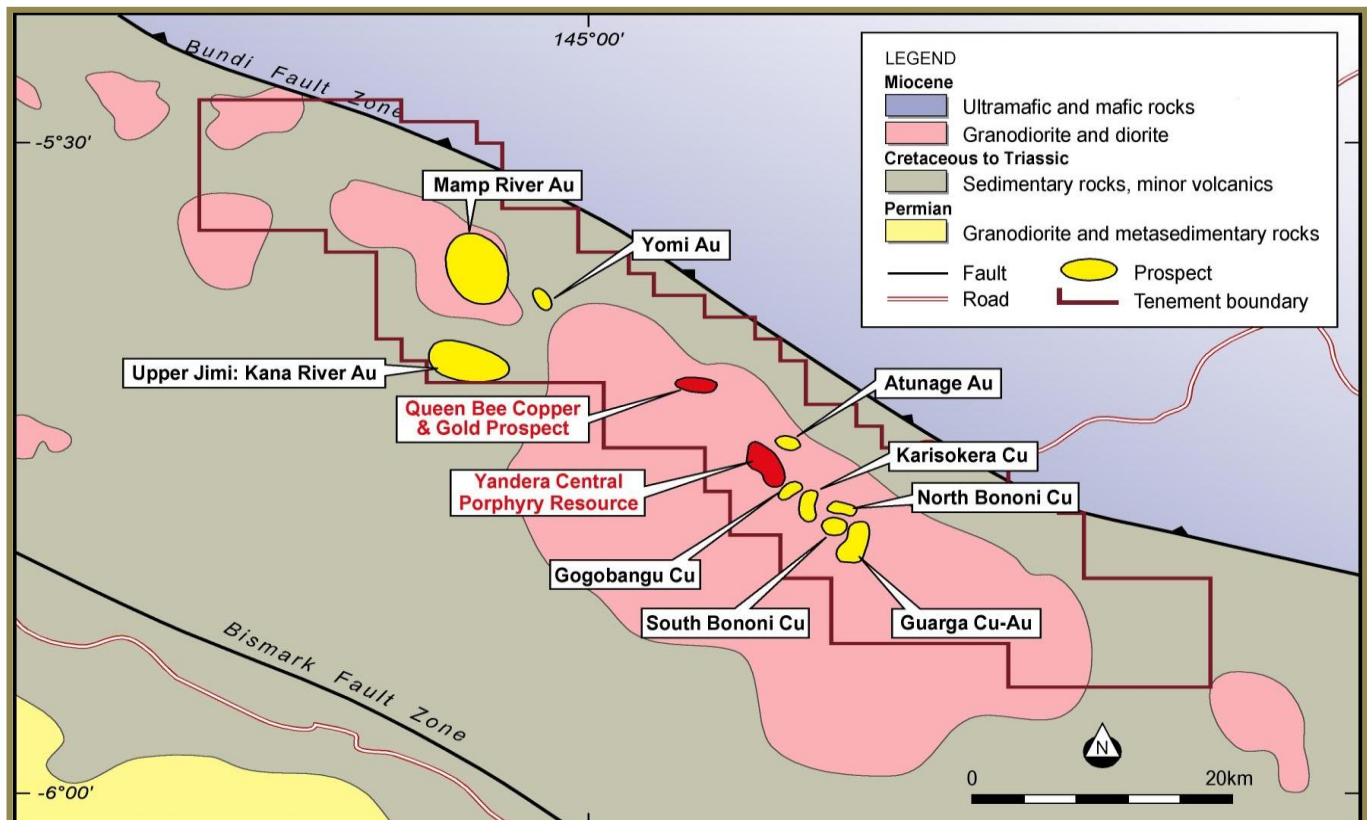 145°00'
Bundi Fault Zone
-5°30'
LEGEND
Miocene
Ultramafic and mafic rocks
Granodiorite and diorite
Cretaceous to Triassic
Sedimentary rocks, minor volcanics
Permian
Granodiorite and metasedimentary rocks
Fault
Prospect
Road
Tenement boundary
Mamp River Au
Yomi Au
Upper Jimi: Kana River Au
Queen Bee Copper
& Gold Prospect
Atunage Au
Karisokera Cu
Yandera Central
Porphyry Resource
North Bononi Cu
Gogobangu Cu
South Bononi Cu
Guarga Cu-Au
Bismark Fault Zone
N
0 20km
-6°00'